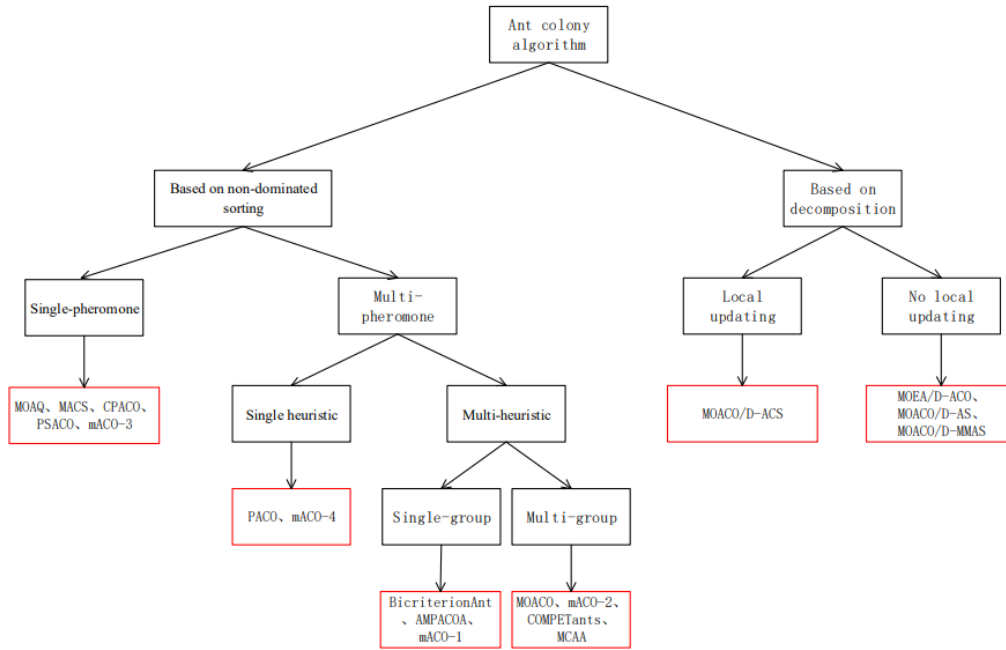 Ant colony
algorithm
Based on non-dominated
sorting
Based on
decomposition
Single-pheromone
Multi-
pheromone
Local
updating
No local
updating
MOAQ、MACS、CPACO、
PSACO、mACO-3
Single heuristic
Multi-heuristic
MOACO/D-ACS
MOEA/D-ACO、
MOACO/D-AS、
MOACO/D-MMAS
PACO、mACO-4
Single-group
Multi-group
BicriterionAnt
、AMPACOA、
mACO-1
MOACO、mACO-2、
COMPETants、
MCAA